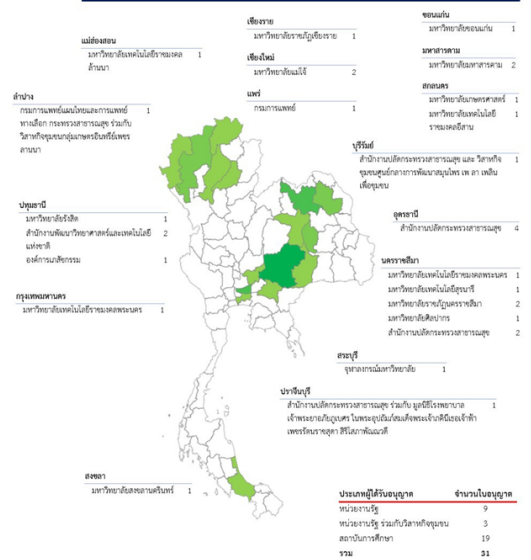 แม่ฮ่องสอน
มหาวิทยาลัยเทคโนโลยีราชมงคล 1
ล้านนา
เชียงราย
มหาวิทยาลัยราชภัฏเชียงราย 1
เชียงใหม่
มหาวิทยาลัยแม่โจ้ 2
แพร่
กรมการแพทย์ 1
ขอนแก่น
มหาวิทยาลัยขอนแก่น 1
มหาสารคาม
มหาวิทยาลัยมหาสารคาม 2
สกลนคร
มหาวิทยาลัยเกษตรศาสตร์ 1
มหาวิทยาลัยเทคโนโลยี 1
ราชมงคลอีสาน
ลำปาง
กรมการแพทย์แผนไทยและการแพทย์ 1
ทางเลือก กระทรวงสาธารณสุข ร่วมกับ
วิสาหกิจชุมชนกลุ่มเกษตรอินทรีย์เพชร
ลานนา
บุรีรัมย์
สำนักงานปลัดกระทรวงสาธารณสุข และ วิสาหกิจ 1
ชุมชนศูนย์กลางการพัฒนาสมุนไพร เพ ลา เพลิน
เพื่อชุมชน
ปทุมธานี
มหาวิทยาลัยรังสิต 1
สำนักงานพัฒนาวิทยาศาสตร์และเทคโนโลยี 2
แห่งชาติ
องค์การเภสัชกรรม 1
อุดรธานี
สำนักงานปลัดกระทรวงสาธารณสุข 4
นครราชสีมา
มหาวิทยาลัยเทคโนโลยีราชมงคลพระนคร 1
มหาวิทยาลัยเทคโนโลยีสุรนารี 1
มหาวิทยาลัยราชภัฏนครราชสีมา 2
มหาวิทยาลัยศิลปากร 1
สำนักงานปลัดกระทรวงสาธารณสุข 2
กรุงเทพมหานคร
มหาวิทยาลัยเทคโนโลยีราชมงคลพระนคร 1
สระบุรี
จุฬาลงกรณ์มหาวิทยาลัย 1
ปราจีนบุรี
สำนักงานปลัดกระทรวงสาธารณสุข ร่วมกับ มูลนิธิโรงพยาบาล 1
เจ้าพระยาอภัยภูเบศร ในพระอุปถัมภ์สมเด็จพระเจ้าภคินีเธอเจ้าฟ้า
เพชรรัตนราชสุดา สิริโสภาพัณณวดี
สงขลา
มหาวิทยาลัยสงขลานครินทร์ 1
ประเภทผู้ได้รับอนุญาต จำนวนใบอนุญาต
หน่วยงานรัฐ 9
หน่วยงานรัฐ ร่วมกับวิสาหกิจชุมชน 3
สถาบันการศึกษา 19
รวม 31